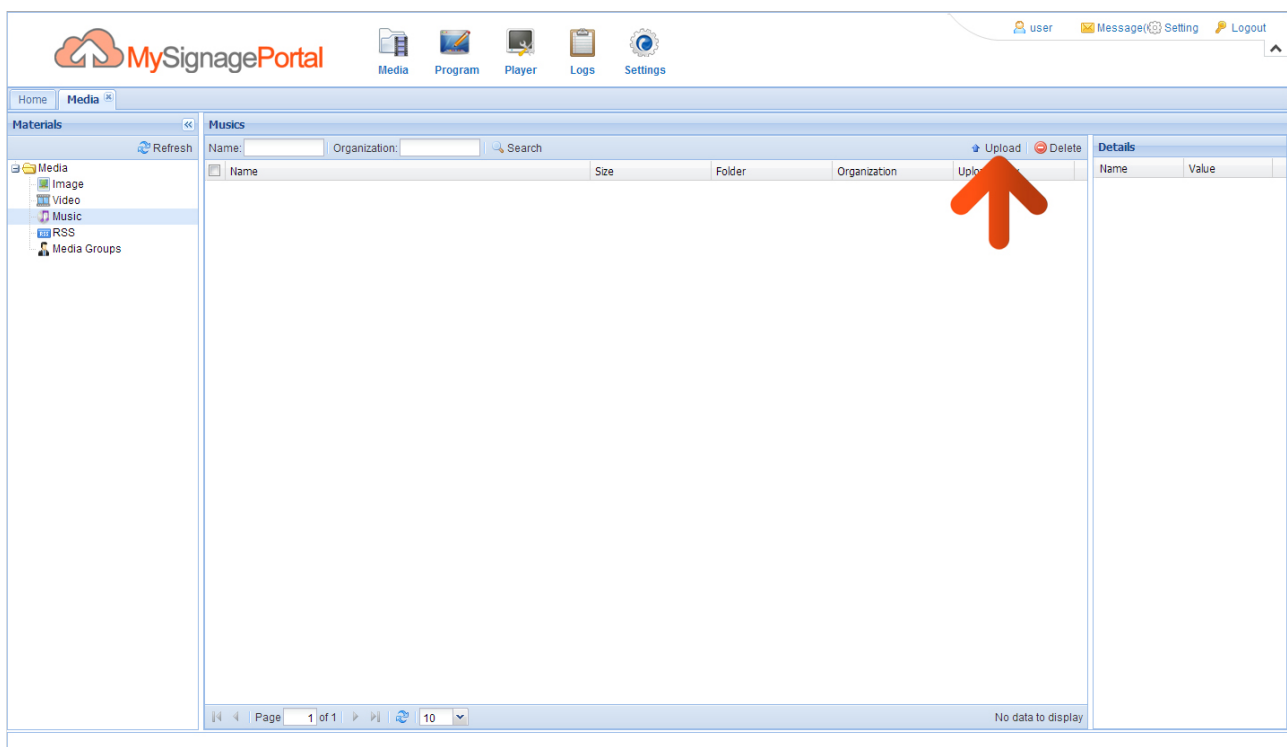 user Message( Setting Logout
MySignagePortal
Media Program Player Logs Settings
Home Media
Materials
Refresh
Media
Image
Video
Music
RSS
Media Groups
Musics
Name: Organization: Search Upload Delete
Name Size Folder Organization
Page 1 of 1 10 No data to display
Details
Name Value